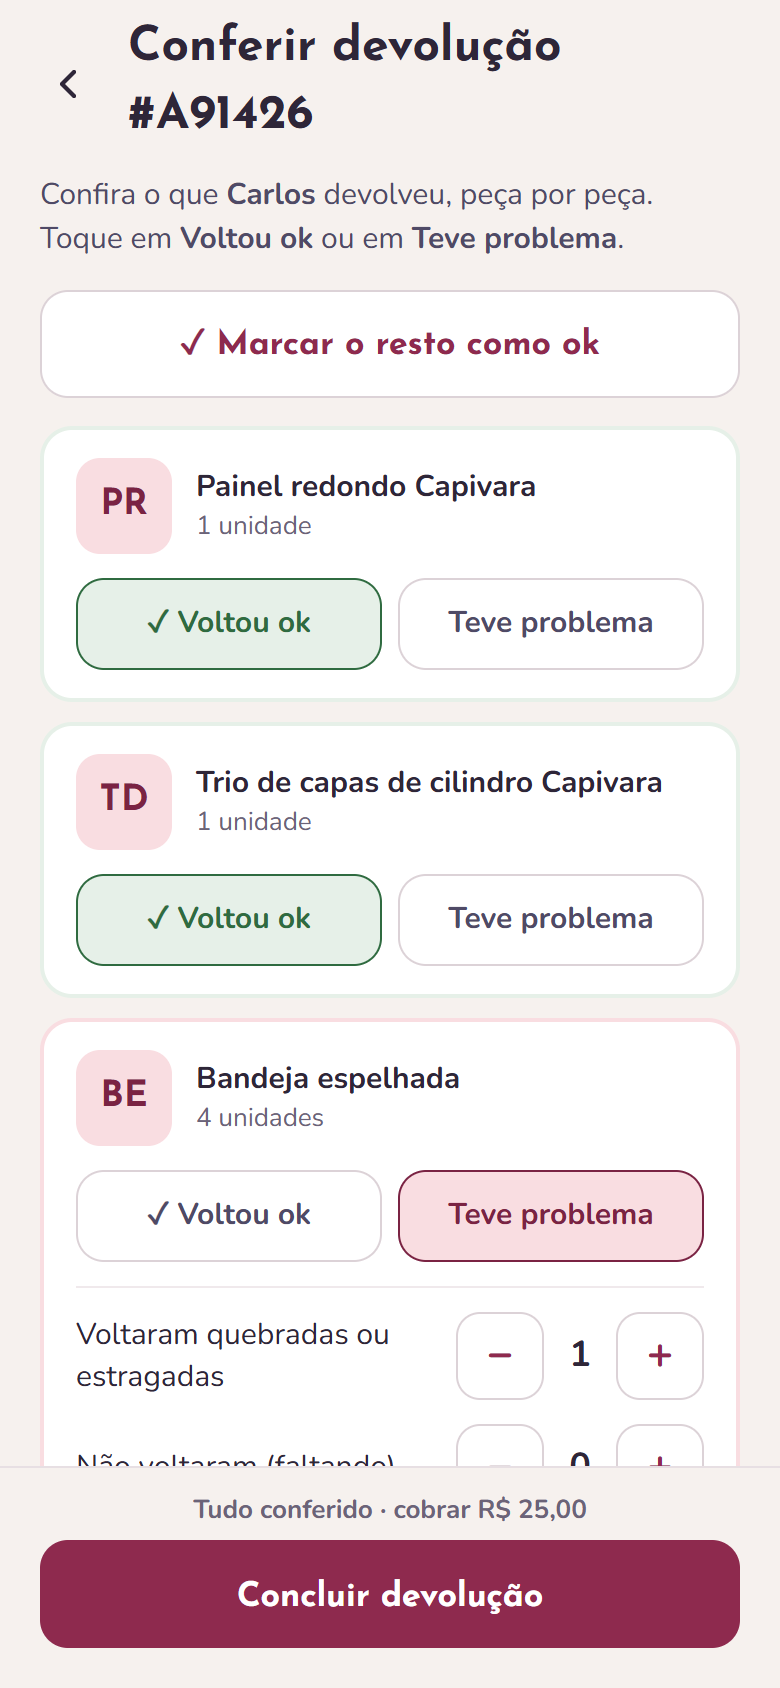 Conferir devolução
#A91426
Confira o que Carlos devolveu, peça por peça.
Toque em Voltou ok ou em Teve problema.
✓ Marcar o resto como ok
PR
Painel redondo Capivara
1 unidade
✓ Voltou ok
Teve problema
TD
Trio de capas de cilindro Capivara
1 unidade
✓ Voltou ok
Teve problema
BE
Bandeja espelhada
4 unidades
✓ Voltou ok
Teve problema
Voltaram quebradas ou
estragadas
− 1 +
Não voltaram (faltando)
− 0 +
Tudo conferido · cobrar R$ 25,00
Concluir devolução